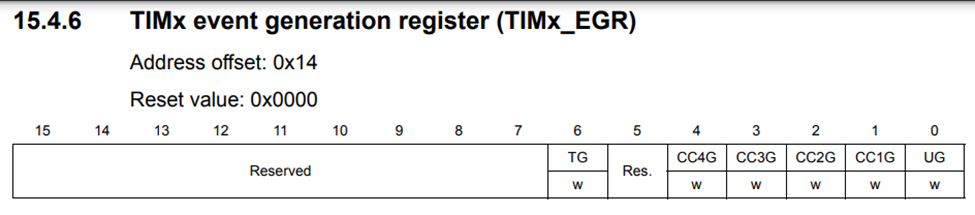 15.4.6 TIMx event generation register (TIMx_EGR)
Address offset: 0x14
Reset value: 0x0000
15 14 13 12 11 10 9 8 7 6 5 4 3 2 1 0
Reserved TG Res. CC4G CC3G CC2G CC1G UG
w w w w w w